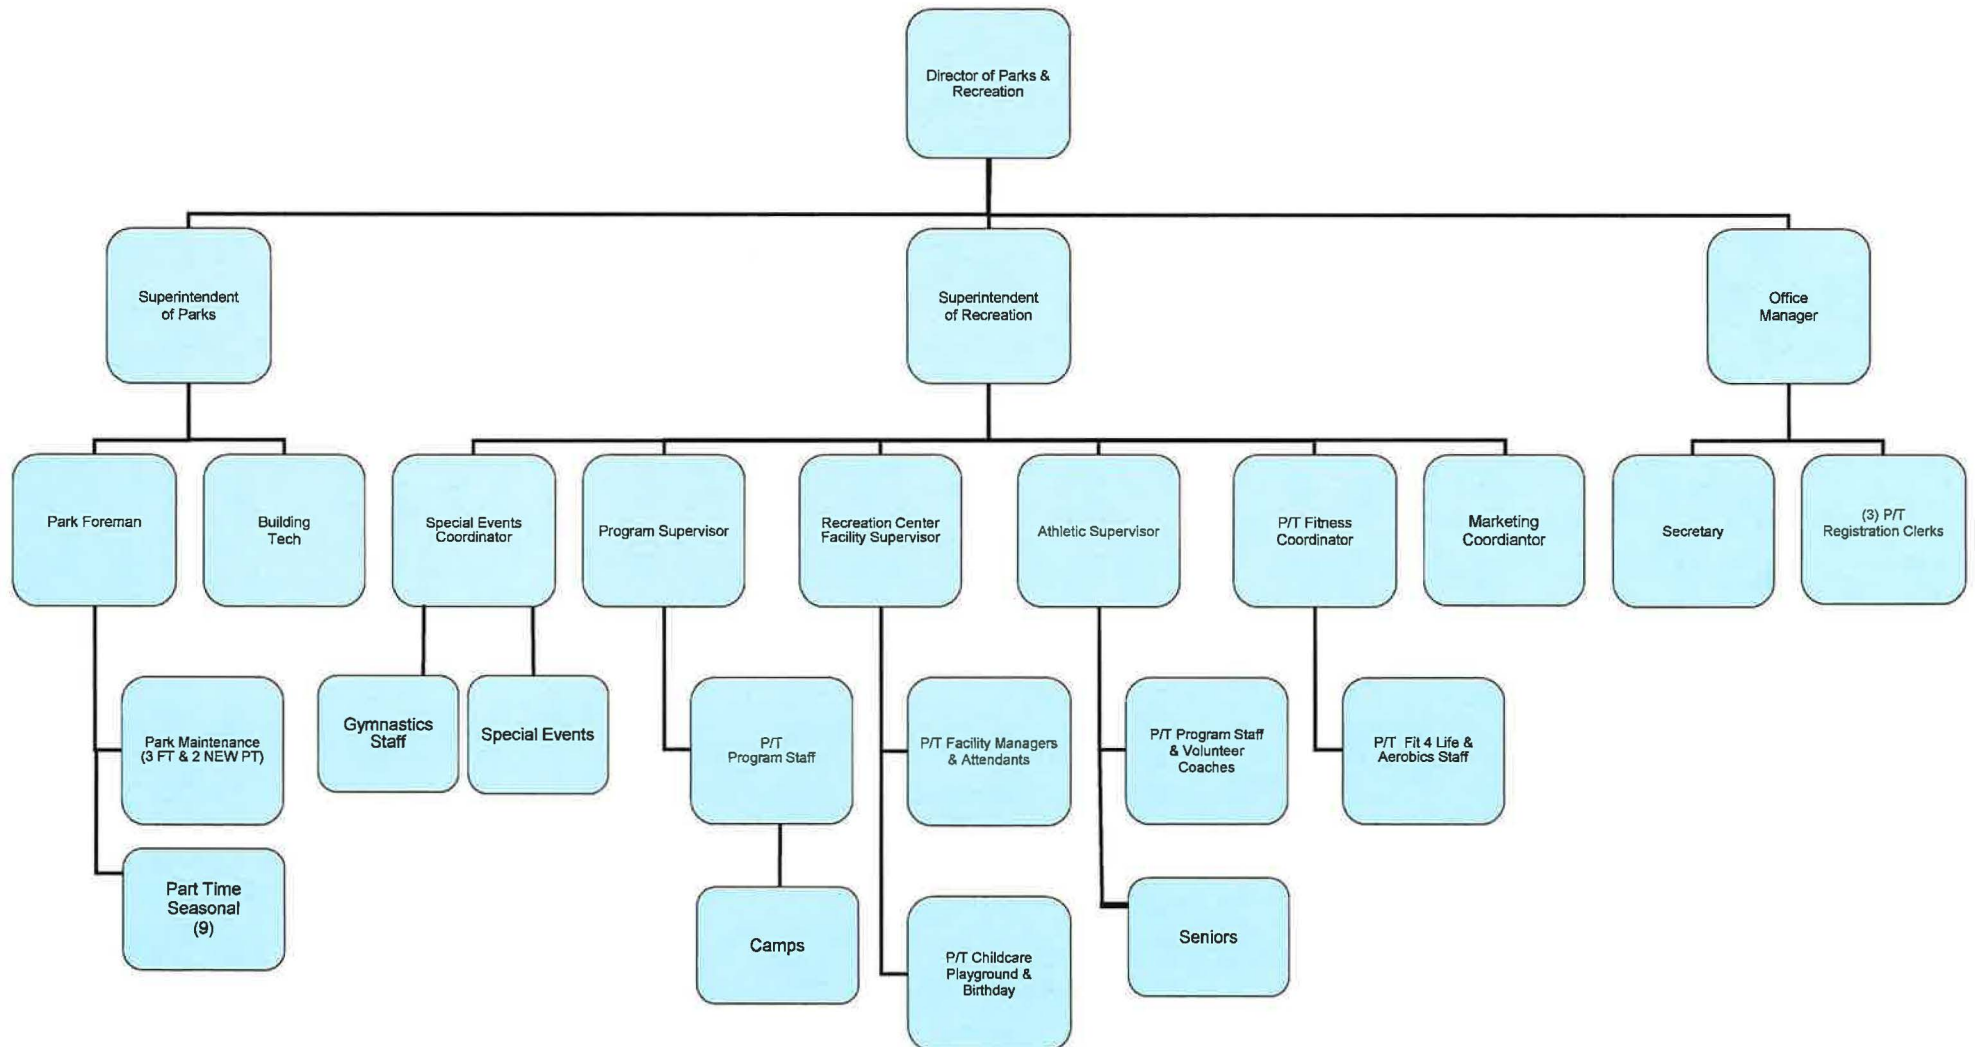 Director of Parks &
Recreation
Superintendent
of Parks
Superintendent
of Recreation
Office
Manager
Park Foreman
Building
Tech
Special Events
Coordinator
Program Supervisor
Recreation Center
Facility Supervisor
Athletic Supervisor
P/T Fitness
Coordinator
Marketing
Coordiantor
Secretary
(3) P/T
Registration Clerks
Park Maintenance
(3 FT & 2 NEW PT)
Gymnastics
Staff
Special Events
P/T
Program Staff
P/T Facility Managers
& Attendants
P/T Program Staff
& Volunteer
Coaches
P/T Fit 4 Life &
Aerobics Staff
Part Time
Seasonal
(9)
Camps
P/T Childcare
Playground &
Birthday
Seniors